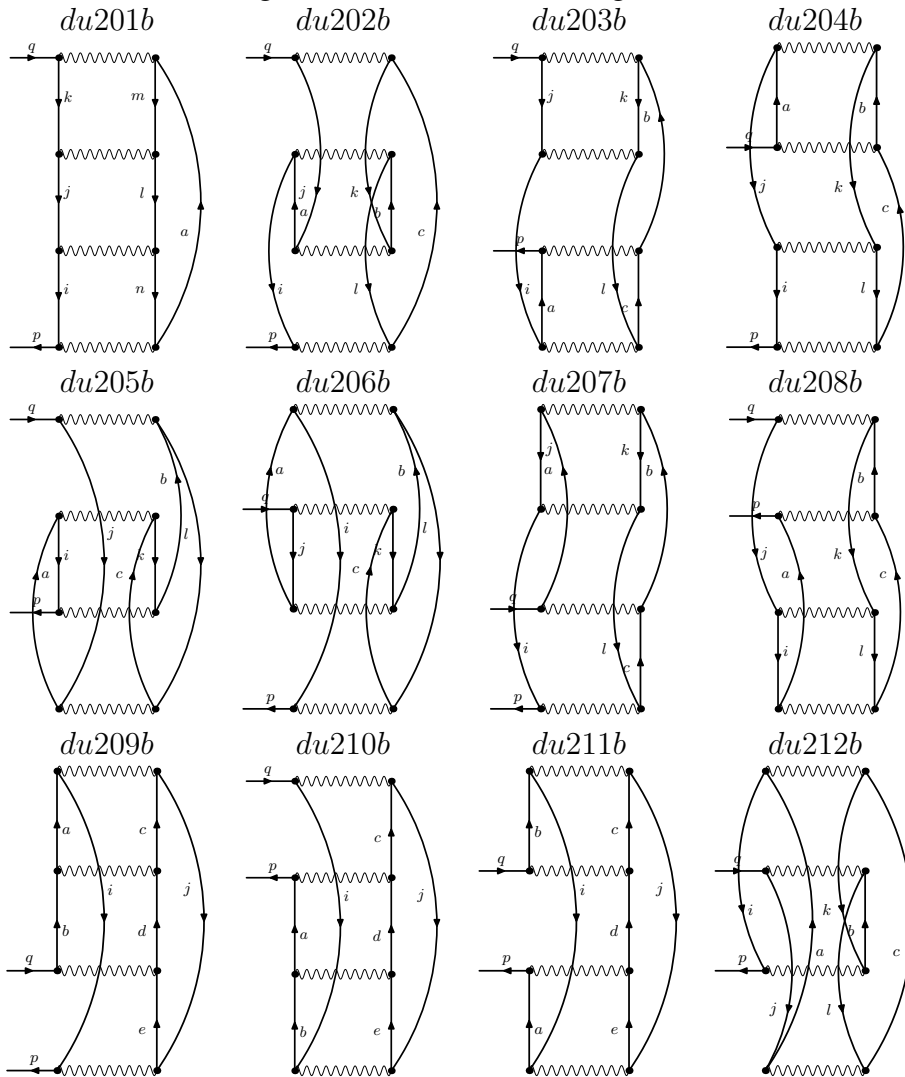 du201b du202b du203b du204b
q q q
k m j k a b
b
q
j l j k j k
a b c
a c p
i n i l i l
i l a c
p p p
du205b du206b du207b du208b
q q
j k
a a b
b b b
q p
j l i l
i k j k j k
a c c a c
p q
i l i l
c
p p
du209b du210b du211b du212b
q
a c c b c
q q
p
i j i j i j
i k
b d a d d b
a c
q p p
j l
e b e a e
p